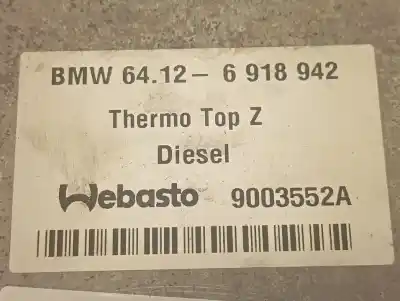 BMW 64.12- 6 918 942
Thermo Top Z
Diesel
Webasto 9003552A